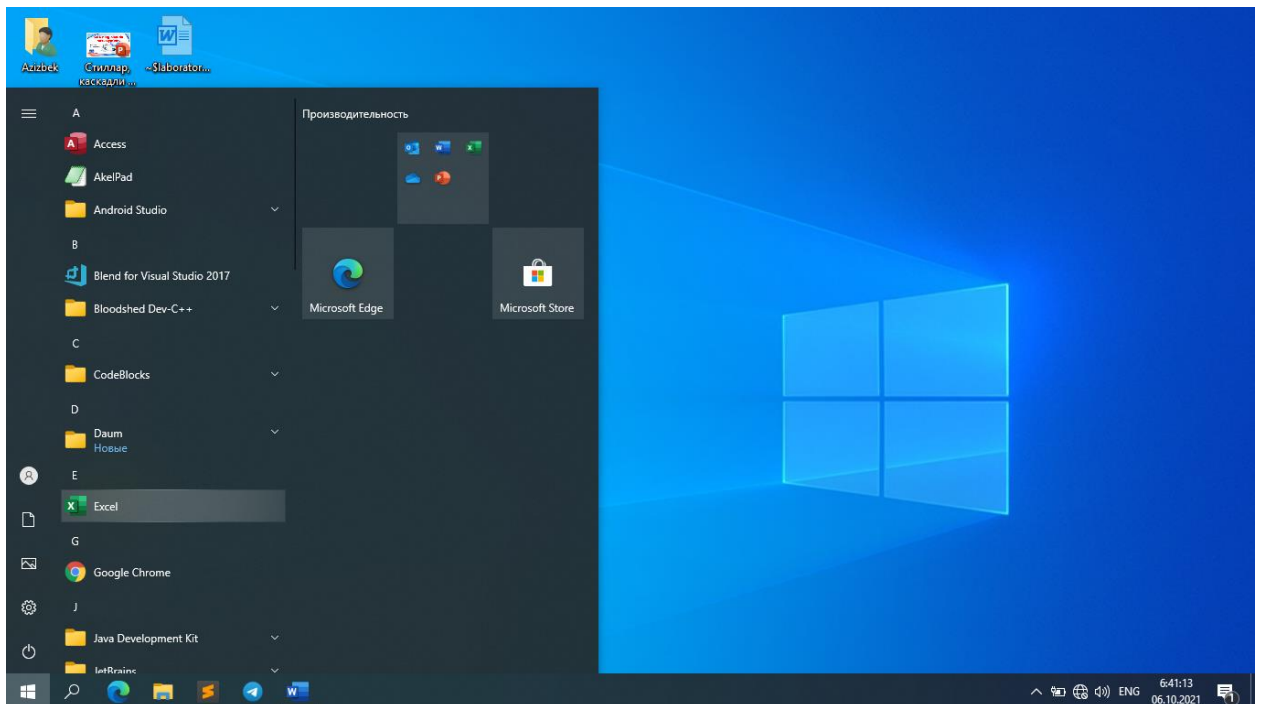 Azizbek
Стиллар,
каскадли ...
~$laborator...
A
Access
AkelPad
Android Studio
B
Blend for Visual Studio 2017
Bloodshed Dev-C++
C
CodeBlocks
D
Daum
Новые
E
Excel
G
Google Chrome
J
Java Development Kit
JetBrains
Производительность
Microsoft Edge
Microsoft Store
ENG
6:41:13
06.10.2021
1